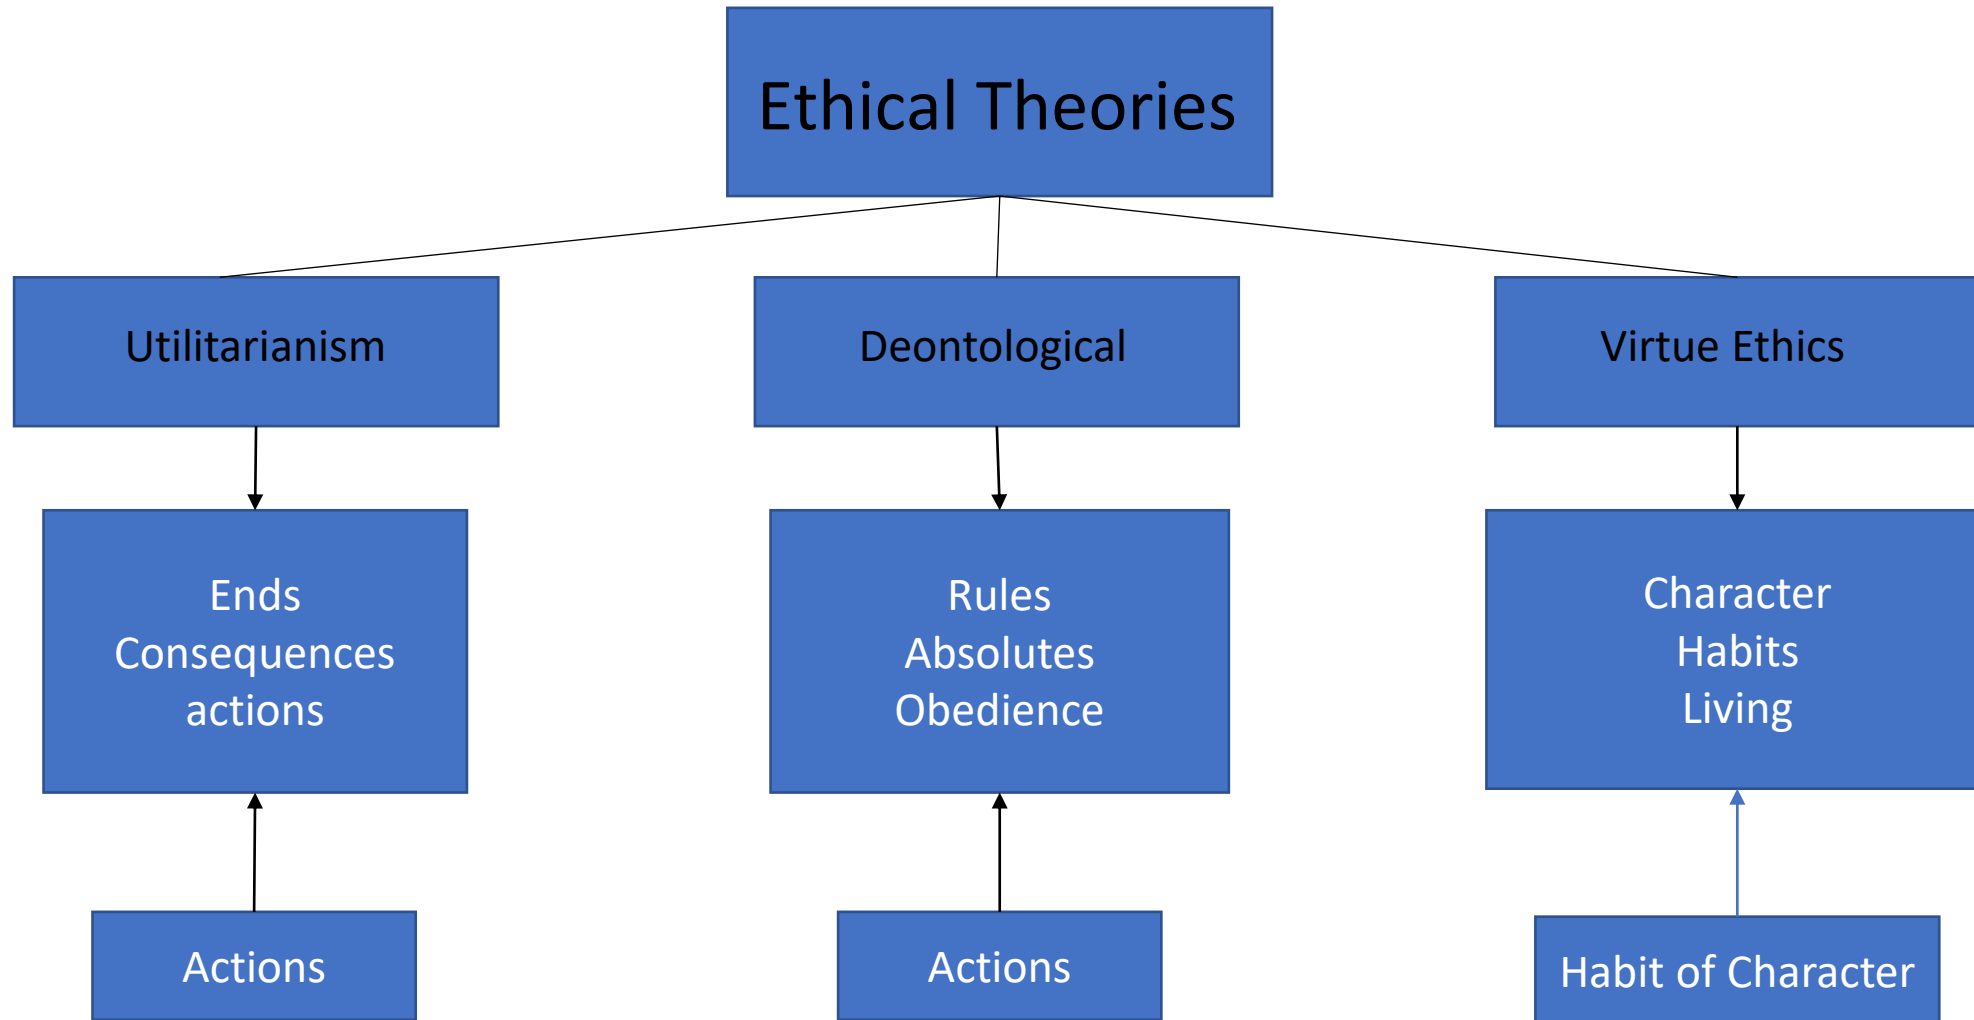 Ethical Theories
Utilitarianism
Deontological
Virtue Ethics
Ends
Consequences
actions
Rules
Absolutes
Obedience
Character
Habits
Living
Actions
Actions
Habit of Character